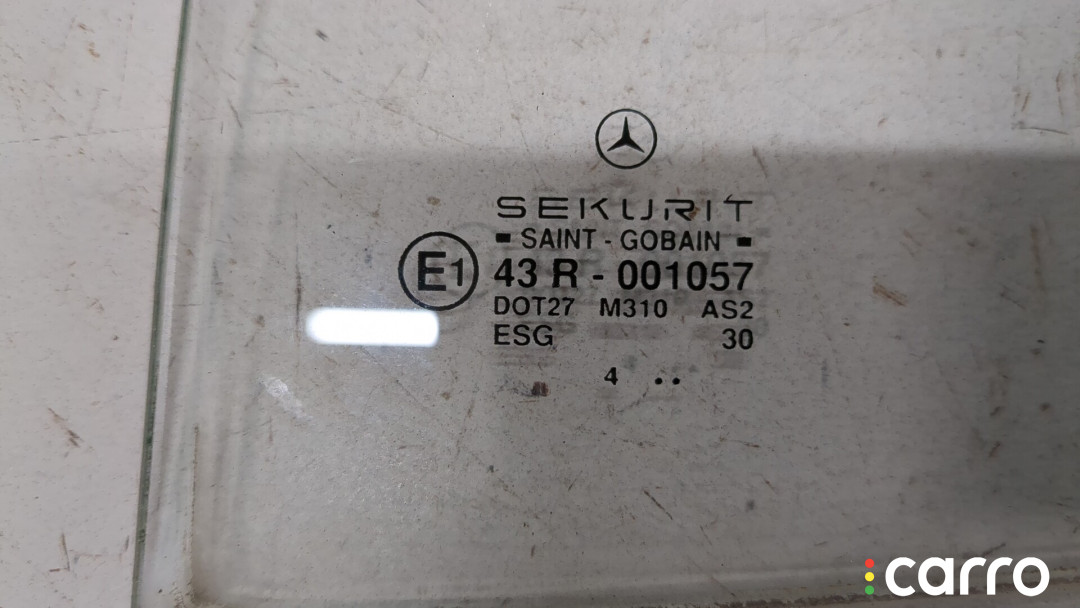 SEKURIT
SAINT - GOBAIN
E1 43 R - 001057
DOT27 M310 AS2
ESG 30
4 ..
carro